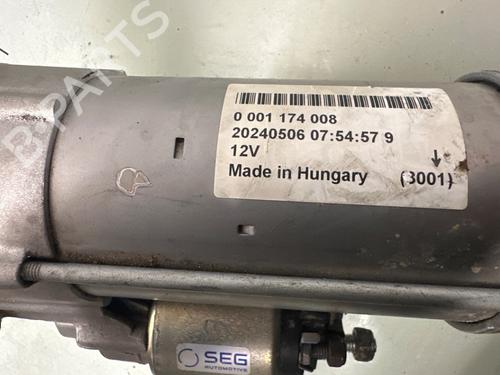 B-PARTS
0 001 174 008
20240506 07:54:57 9
12V
Made in Hungary (3001)
SEG
AUTOMOTIVE